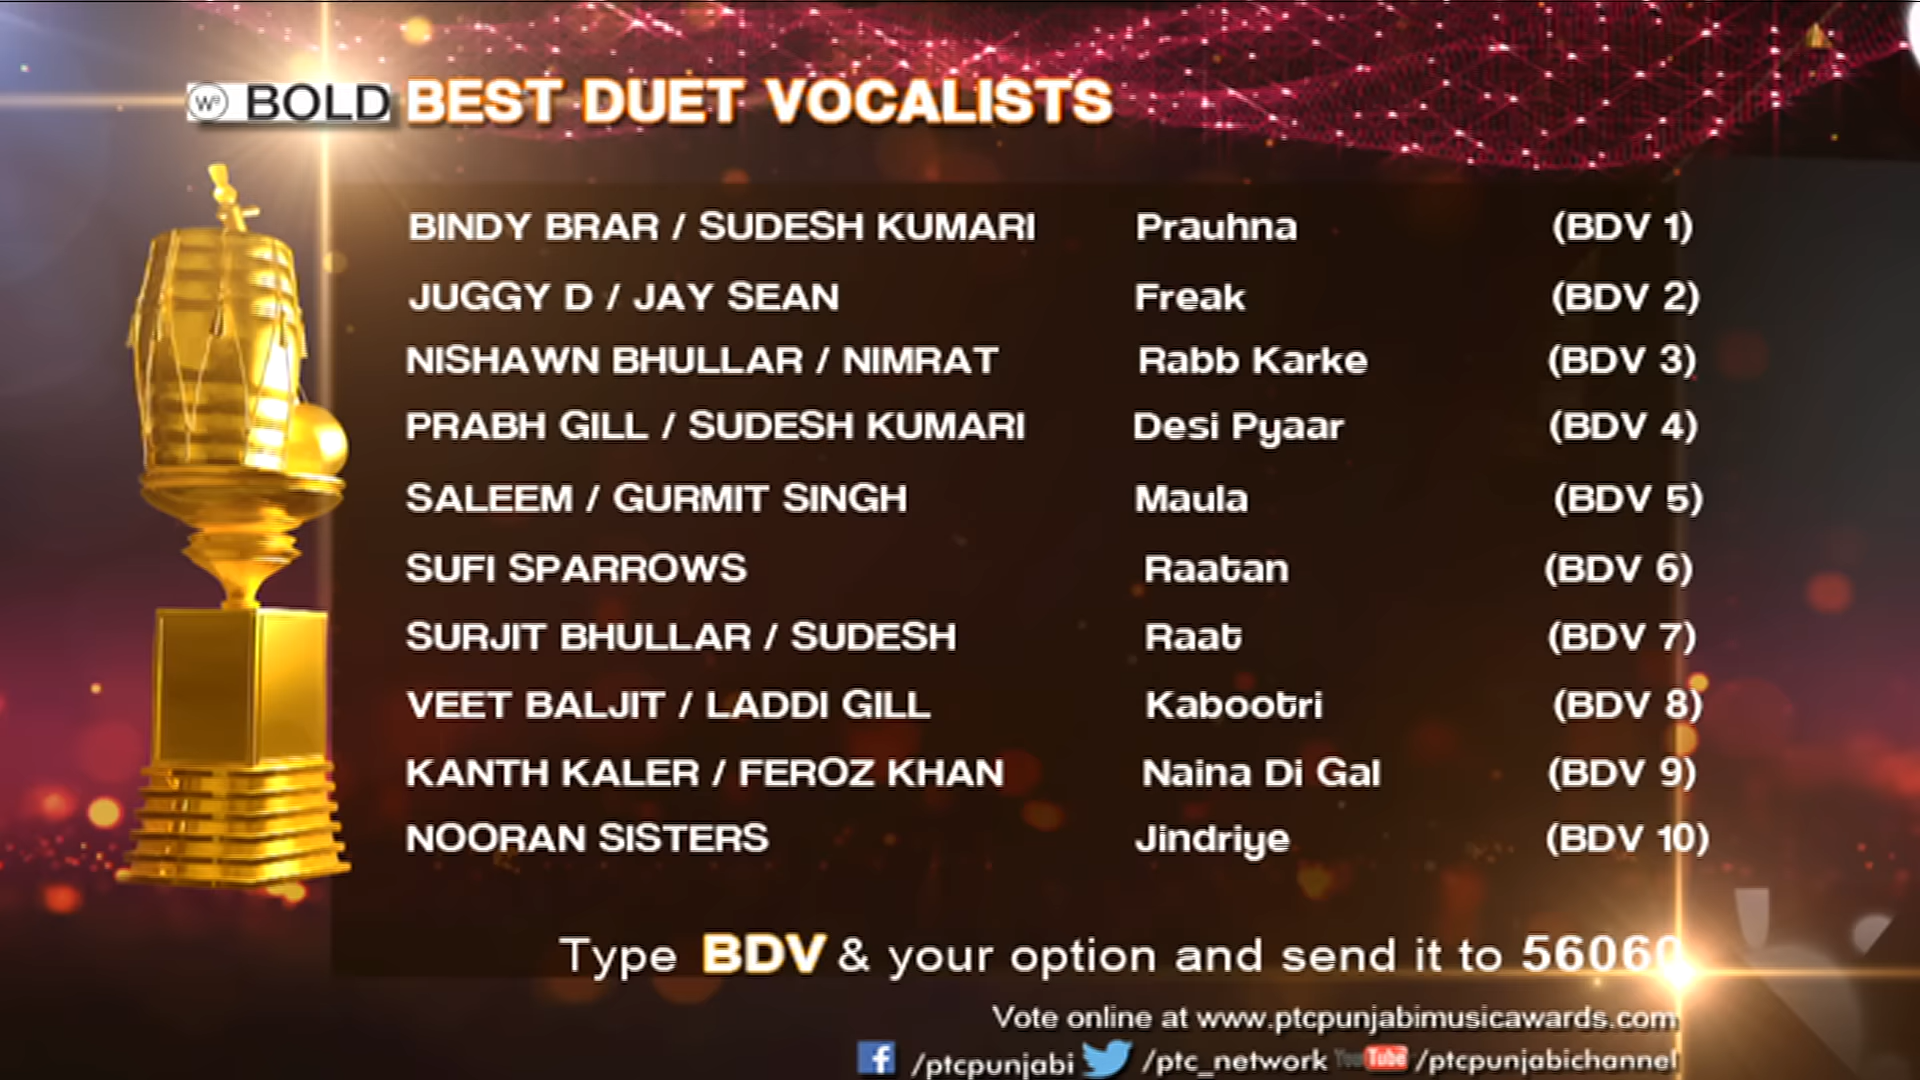 We BOLD BEST DUET VOCALISTS
BINDY BRAR / SUDESH KUMARI Prauhna (BDV 1)
JUGGY D / JAY SEAN Freak (BDV 2)
NISHAWN BHULLAR / NIMRAT Rabb Karke (BDV 3)
PRABH GILL / SUDESH KUMARI Desi Pyaar (BDV 4)
SALEEM / GURMIT SINGH Maula (BDV 5)
SUFI SPARROWS Raatan (BDV 6)
SURJIT BHULLAR / SUDESH Raat (BDV 7)
VEET BALJIT / LADDI GILL Kabootri (BDV 8)
KANTH KALER / FEROZ KHAN Naina Di Gal (BDV 9)
NOORAN SISTERS Jindriye (BDV 10)
Type BDV & your option and send it to 56060
Vote online at www.ptcpunjabimusicawards.com
f /ptcpunjabi /ptc_network YouTube /ptcpunjabichannel